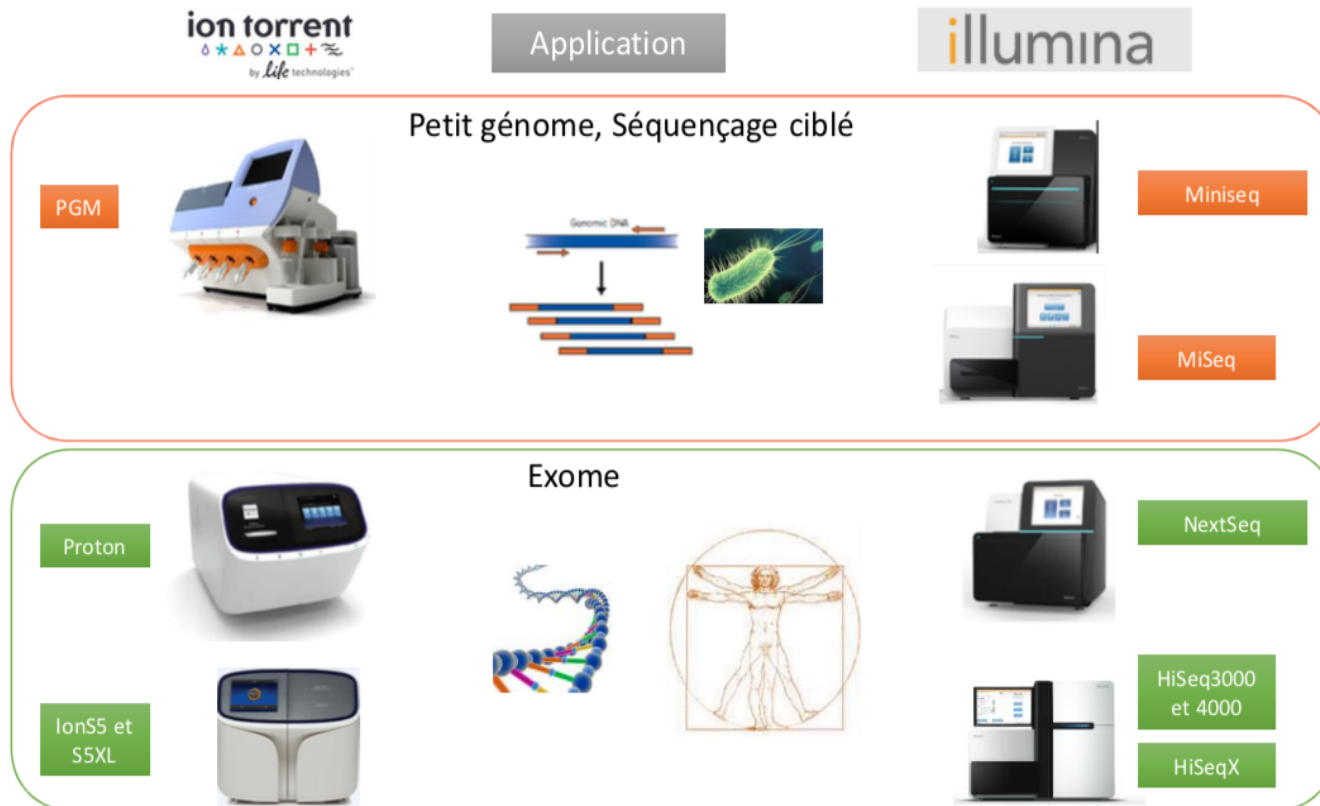 ion torrent
by life technologies™
Application
illumina
Petit génome, Séquençage ciblé
PGM
Genomic DNA
Miniseq
MiSeq
Exome
Proton
NextSeq
IonS5 et
S5XL
HiSeq3000
et 4000
HiSeqX